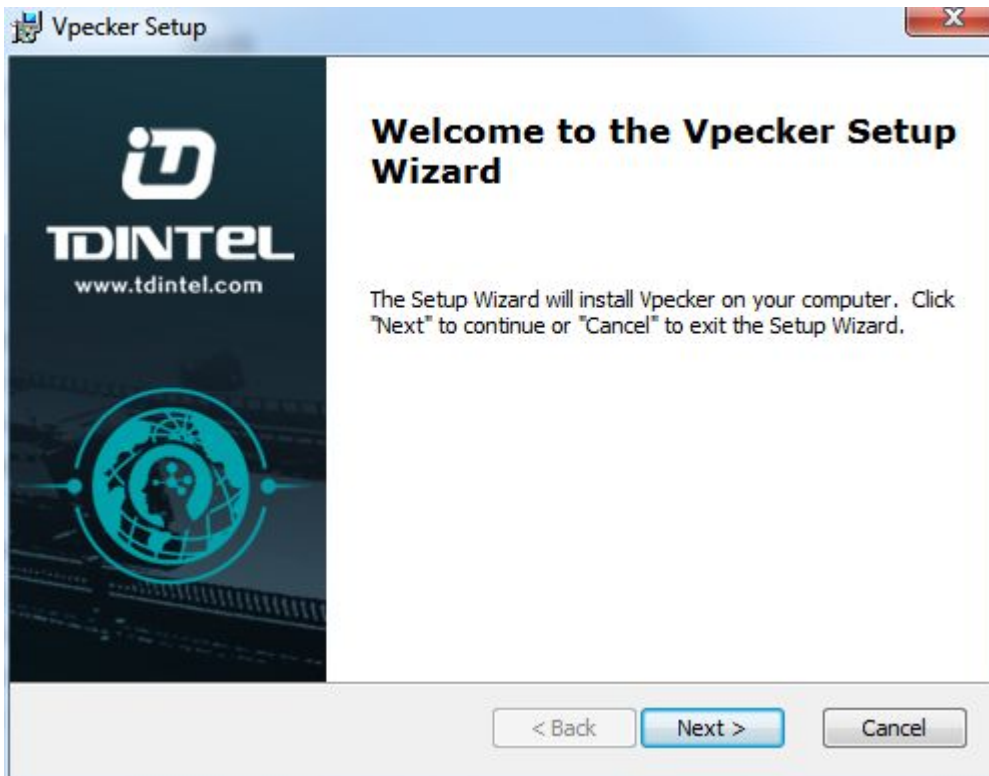 Vpecker Setup
TDINTEL
www.tdintel.com
Welcome to the Vpecker Setup
Wizard
The Setup Wizard will install Vpecker on your computer. Click
"Next" to continue or "Cancel" to exit the Setup Wizard.
< Back Next > Cancel